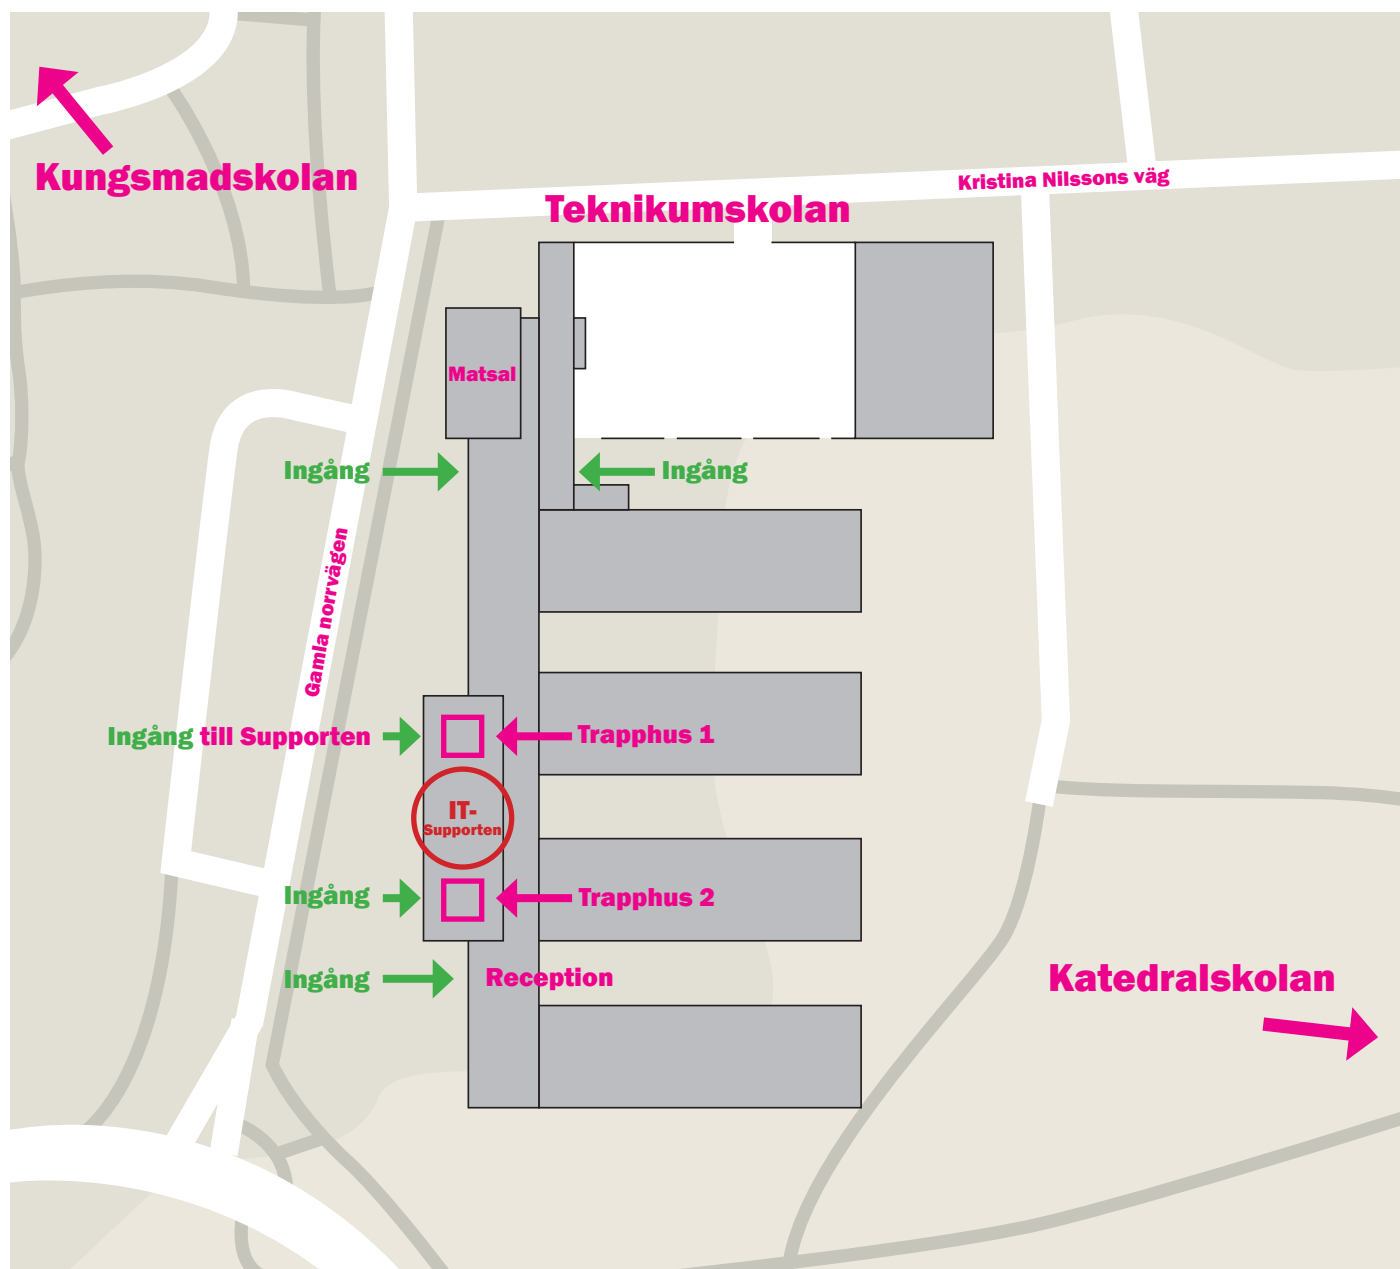 Kungsmadskolan
Kristina Nilssons väg
Teknikumskolan
Matsal
Ingång
Ingång
Gamla norrvägen
Ingång till Supporten
Trapphus 1
IT-
Supporten
Ingång
Trapphus 2
Ingång
Reception
Katedralskolan